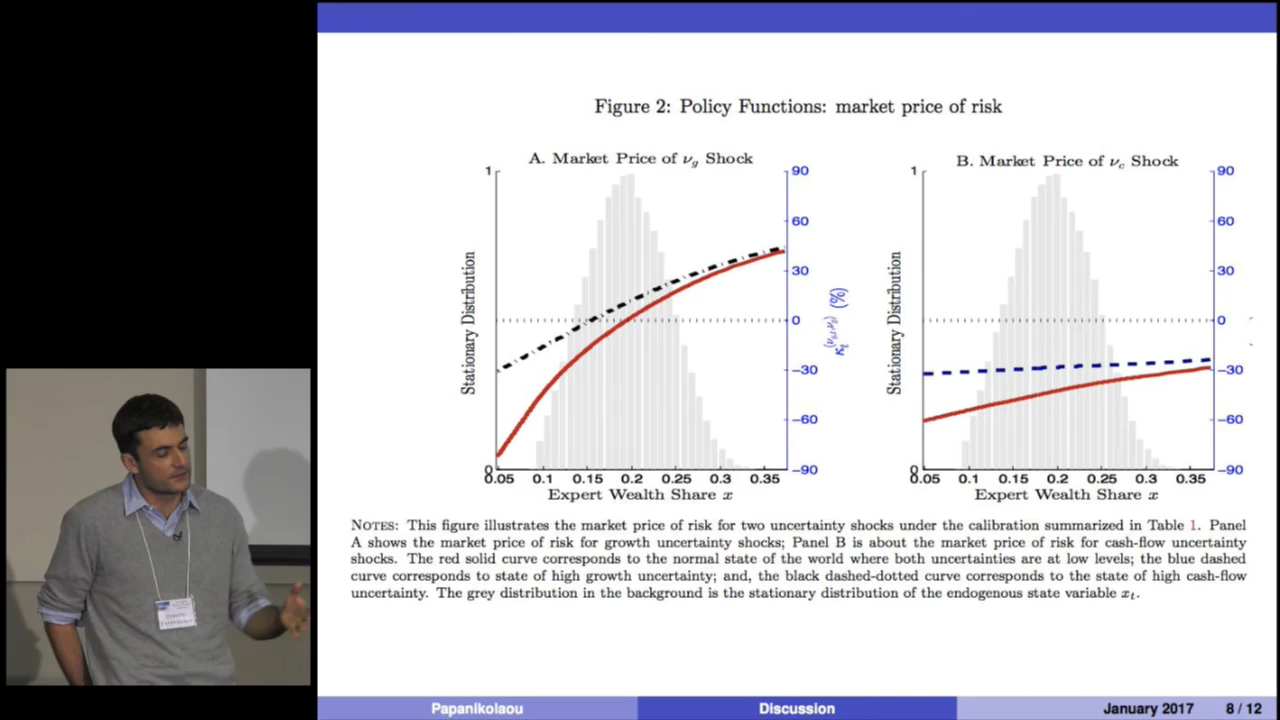 Figure 2: Policy Functions: market price of risk
A. Market Price of ν_g Shock
B. Market Price of ν_c Shock
1
90
60
30
0
−30
−60
−90
0
Stationary Distribution
0.05 0.1 0.15 0.2 0.25 0.3 0.35
Expert Wealth Share x
1
90
60
30
0
−30
−60
−90
0
Stationary Distribution
0.05 0.1 0.15 0.2 0.25 0.3 0.35
Expert Wealth Share x
(%)
NOTES: This figure illustrates the market price of risk for two uncertainty shocks under the calibration summarized in Table 1. Panel
A shows the market price of risk for growth uncertainty shocks; Panel B is about the market price of risk for cash-flow uncertainty
shocks. The red solid curve corresponds to the normal state of the world where both uncertainties are at low levels; the blue dashed
curve corresponds to state of high growth uncertainty; and, the black dashed-dotted curve corresponds to the state of high cash-flow
uncertainty. The grey distribution in the background is the stationary distribution of the endogenous state variable x_t.
Papanikolaou
Discussion
January 2017 8 / 12